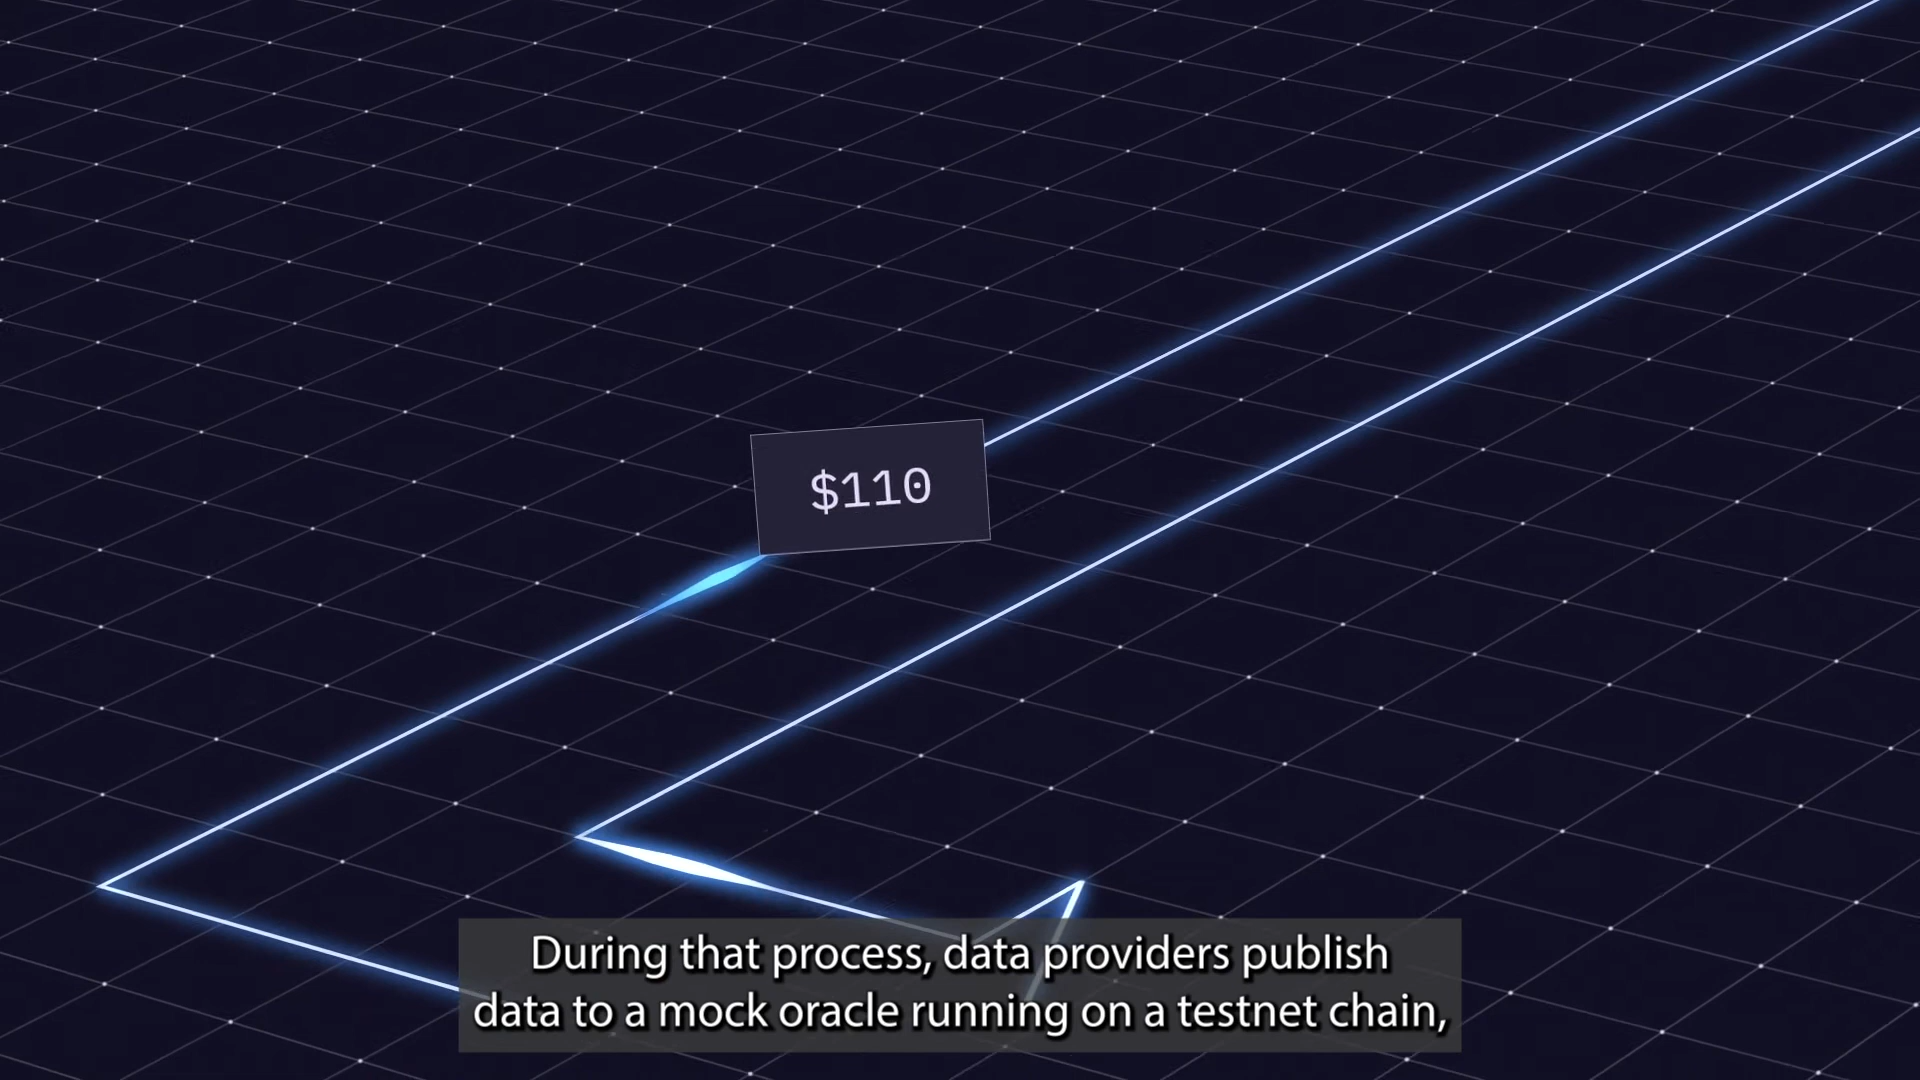 $110
During that process, data providers publish
data to a mock oracle running on a testnet chain,